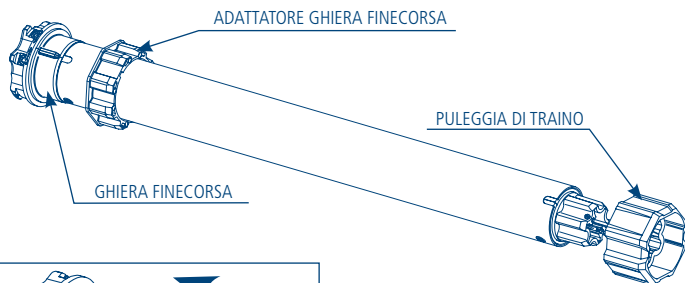 ADATTATORE GHIERA FINECORSA
PULEGGIA DI TRAINO
GHIERA FINECORSA